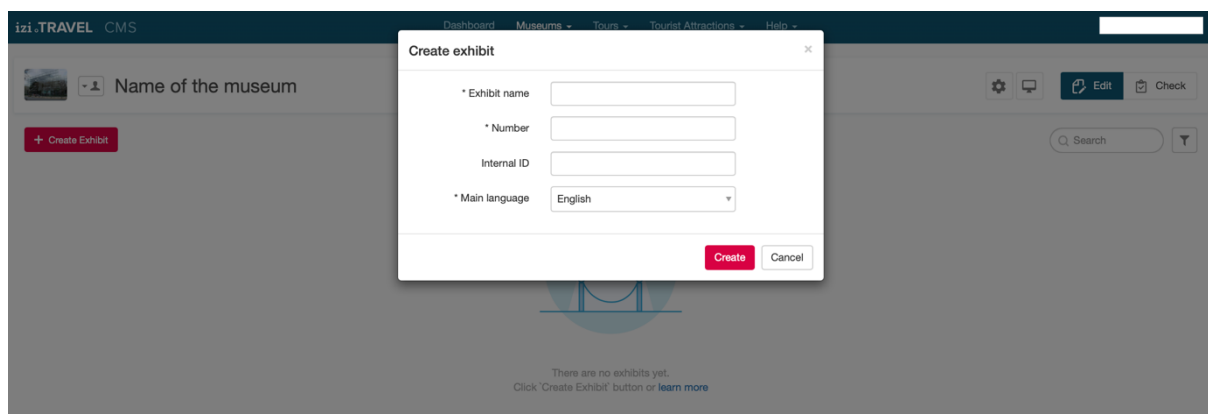 izi.TRAVEL CMS Dashboard Museums Tours Tourist Attractions Help
Create exhibit ×
Name of the museum Edit Check
* Exhibit name
* Number
+ Create Exhibit Search
Internal ID
* Main language English
Create Cancel
There are no exhibits yet.
Click 'Create Exhibit' button or learn more